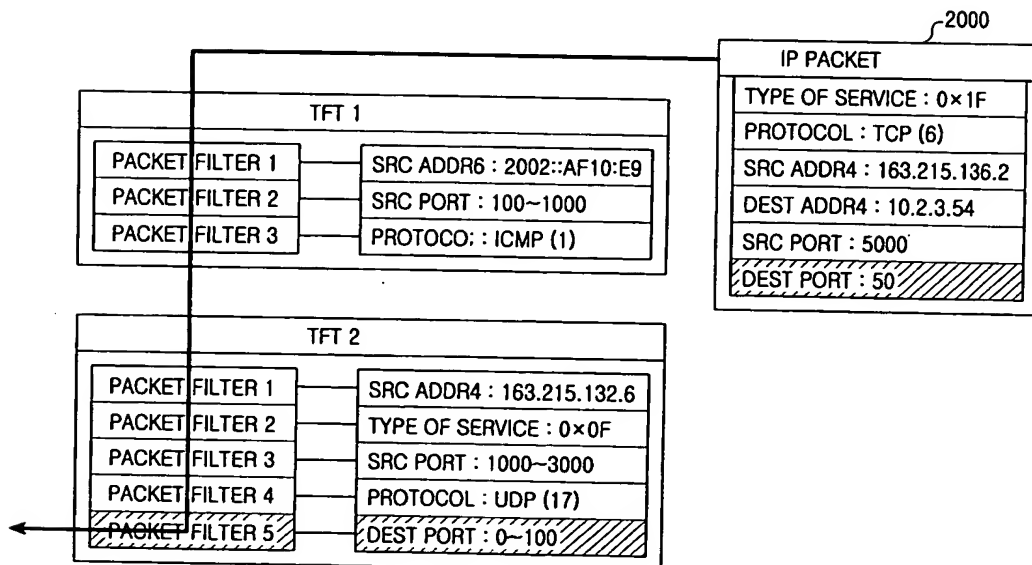 2000
IP PACKET
TYPE OF SERVICE : 0×1F
PROTOCOL : TCP (6)
SRC ADDR4 : 163.215.136.2
DEST ADDR4 : 10.2.3.54
SRC PORT : 5000
DEST PORT : 50
TFT 1
PACKET FILTER 1 SRC ADDR6 : 2002::AF10:E9
PACKET FILTER 2 SRC PORT : 100~1000
PACKET FILTER 3 PROTOCO; : ICMP (1)
TFT 2
PACKET FILTER 1 SRC ADDR4 : 163.215.132.6
PACKET FILTER 2 TYPE OF SERVICE : 0×0F
PACKET FILTER 3 SRC PORT : 1000~3000
PACKET FILTER 4 PROTOCOL : UDP (17)
PACKET FILTER 5 DEST PORT : 0~100